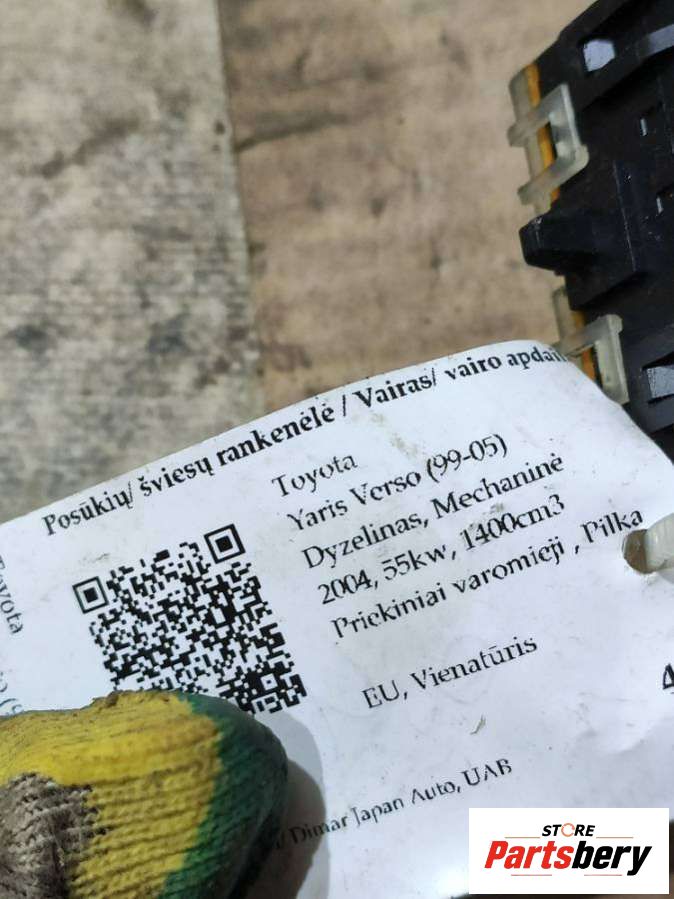 Posūkių/ šviesų rankenėlė / Vairas/ vairo
Toyota
Yaris Verso (99-05)
Dyzelinas, Mechaninė
2004, 55kw, 1400cm3
Priekiniai varomieji , Pilka
EU, Vienatūris
Toyota
Dimar Japan Auto, UAB
STORE
Partsbery